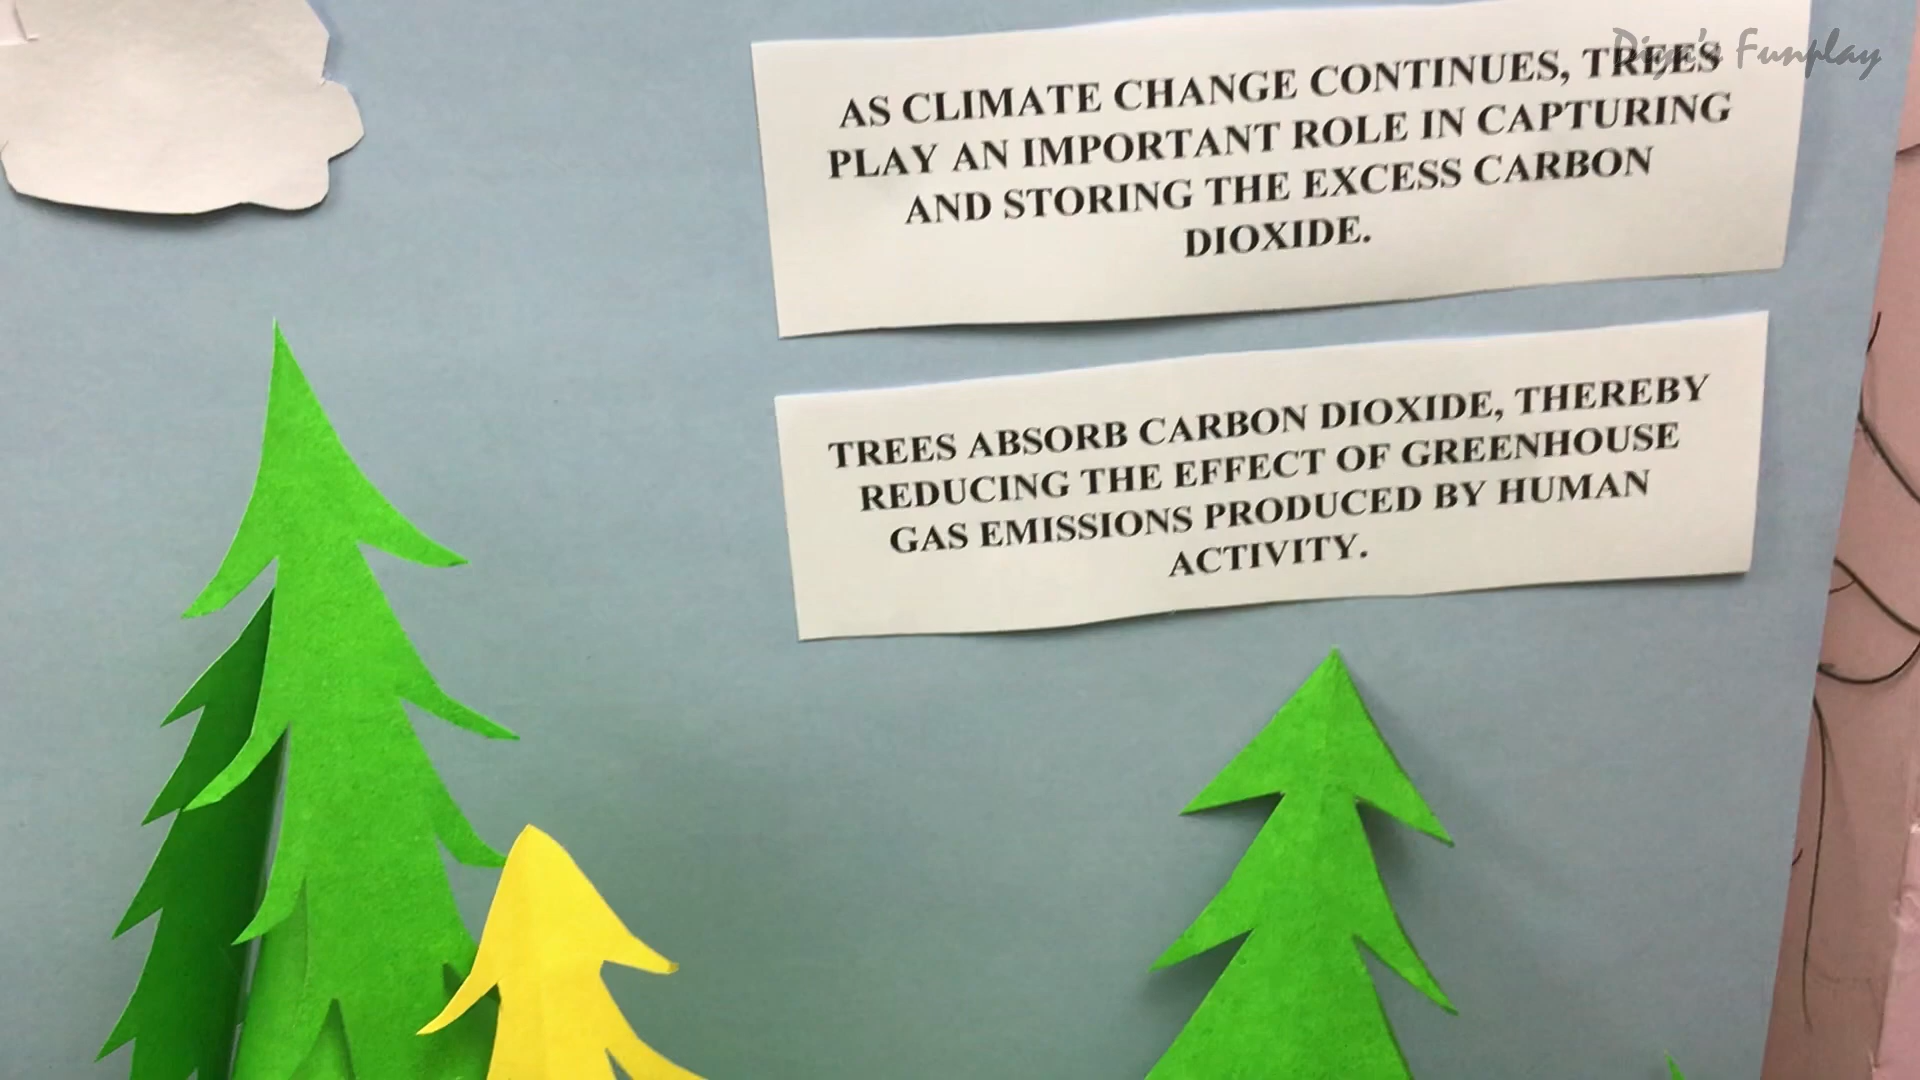 Diya's Funplay
AS CLIMATE CHANGE CONTINUES, TREES
PLAY AN IMPORTANT ROLE IN CAPTURING
AND STORING THE EXCESS CARBON
DIOXIDE.
TREES ABSORB CARBON DIOXIDE, THEREBY
REDUCING THE EFFECT OF GREENHOUSE
GAS EMISSIONS PRODUCED BY HUMAN
ACTIVITY.